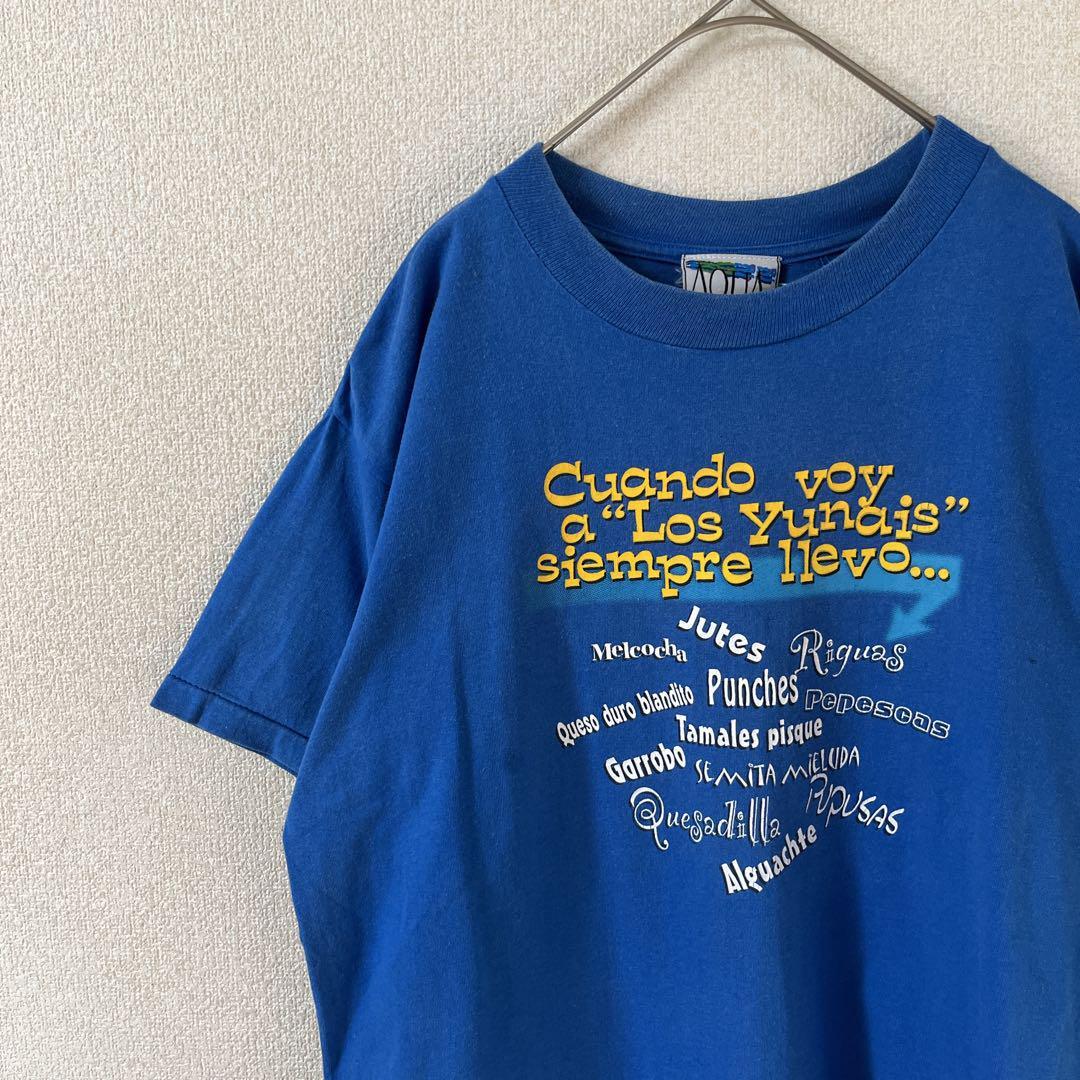 AQUA
Cuando voy
a "Los Yunais"
siempre llevo...
Jutes
Melcocha
Riguas
Punches
Queso duro blandito
Pepescas
Tamales pisque
Garrobo
SEMITA MIELUDA
Quesadilla
PUPUSAS
Alguachte